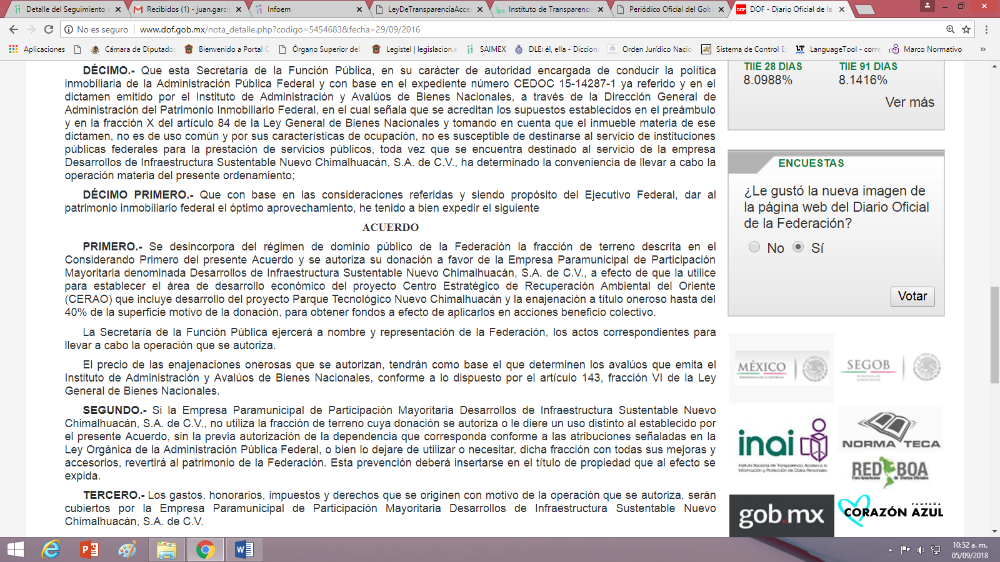 Detalle del Seguimiento d
Recibidos (1) - juan.garcia
Infoem
LeyDeTransparenciaAcces
Instituto de Transparencia
Periódico Oficial del Gob
DOF - Diario Oficial de la
No es seguro | www.dof.gob.mx/nota_detalle.php?codigo=5454683&fecha=29/09/2016
Aplicaciones
Cámara de Diputados
Bienvenido a Portal C
Órgano Superior del
Legistel | legislacion.e
SAIMEX
DLE: él, ella - Diccion
Orden Jurídico Nacio
Sistema de Control E
LanguageTool - corre
Marco Normativo
»
DÉCIMO.- Que esta Secretaría de la Función Pública, en su carácter de autoridad encargada de conducir la política
inmobiliaria de la Administración Pública Federal y con base en el expediente número CEDOC 15-14287-1 ya referido y en el
dictamen emitido por el Instituto de Administración y Avalúos de Bienes Nacionales, a través de la Dirección General de
Administración del Patrimonio Inmobiliario Federal, en el cual señala que se acreditan los supuestos establecidos en el preámbulo
y en la fracción X del artículo 84 de la Ley General de Bienes Nacionales y tomando en cuenta que el inmueble materia de ese
dictamen, no es de uso común y por sus características de ocupación, no es susceptible de destinarse al servicio de instituciones
públicas federales para la prestación de servicios públicos, toda vez que se encuentra destinado al servicio de la empresa
Desarrollos de Infraestructura Sustentable Nuevo Chimalhuacán, S.A. de C.V., ha determinado la conveniencia de llevar a cabo la
operación materia del presente ordenamiento;
DÉCIMO PRIMERO.- Que con base en las consideraciones referidas y siendo propósito del Ejecutivo Federal, dar al
patrimonio inmobiliario federal el óptimo aprovechamiento, he tenido a bien expedir el siguiente
ACUERDO
PRIMERO.- Se desincorpora del régimen de dominio público de la Federación la fracción de terreno descrita en el
Considerando Primero del presente Acuerdo y se autoriza su donación a favor de la Empresa Paramunicipal de Participación
Mayoritaria denominada Desarrollos de Infraestructura Sustentable Nuevo Chimalhuacán, S.A. de C.V., a efecto de que la utilice
para establecer el área de desarrollo económico del proyecto Centro Estratégico de Recuperación Ambiental del Oriente
(CERAO) que incluye desarrollo del proyecto Parque Tecnológico Nuevo Chimalhuacán y la enajenación a título oneroso hasta del
40% de la superficie motivo de la donación, para obtener fondos a efecto de aplicarlos en acciones beneficio colectivo.
La Secretaría de la Función Pública ejercerá a nombre y representación de la Federación, los actos correspondientes para
llevar a cabo la operación que se autoriza.
El precio de las enajenaciones onerosas que se autorizan, tendrán como base el que determinen los avalúos que emita el
Instituto de Administración y Avalúos de Bienes Nacionales, conforme a lo dispuesto por el artículo 143, fracción VI de la Ley
General de Bienes Nacionales.
SEGUNDO.- Si la Empresa Paramunicipal de Participación Mayoritaria Desarrollos de Infraestructura Sustentable Nuevo
Chimalhuacán, S.A. de C.V., no utiliza la fracción de terreno cuya donación se autoriza o le diere un uso distinto al establecido por
el presente Acuerdo, sin la previa autorización de la dependencia que corresponda conforme a las atribuciones señaladas en la
Ley Orgánica de la Administración Pública Federal, o bien lo dejare de utilizar o necesitar, dicha fracción con todas sus mejoras y
accesorios, revertirá al patrimonio de la Federación. Esta prevención deberá insertarse en el título de propiedad que al efecto se
expida.
TERCERO.- Los gastos, honorarios, impuestos y derechos que se originen con motivo de la operación que se autoriza, serán
cubiertos por la Empresa Paramunicipal de Participación Mayoritaria Desarrollos de Infraestructura Sustentable Nuevo
Chimalhuacán, S.A. de C.V.
TIIE 28 DIAS TIIE 91 DIAS
8.0988% 8.1416%
Ver más
ENCUESTAS
¿Le gustó la nueva imagen de
la página web del Diario Oficial
de la Federación?
No Sí
Votar
MÉXICO
PRESIDENCIA DE LA REPÚBLICA
SEGOB
SECRETARÍA DE GOBERNACIÓN
inai
Instituto Nacional de Transparencia, Acceso a la
Información y Protección de Datos Personales
NORMATECA
REDBOA
Foro Americano de Diarios Oficiales
gob.mx
CAMPAÑA
CORAZÓN AZUL
10:52 a. m.
05/09/2018